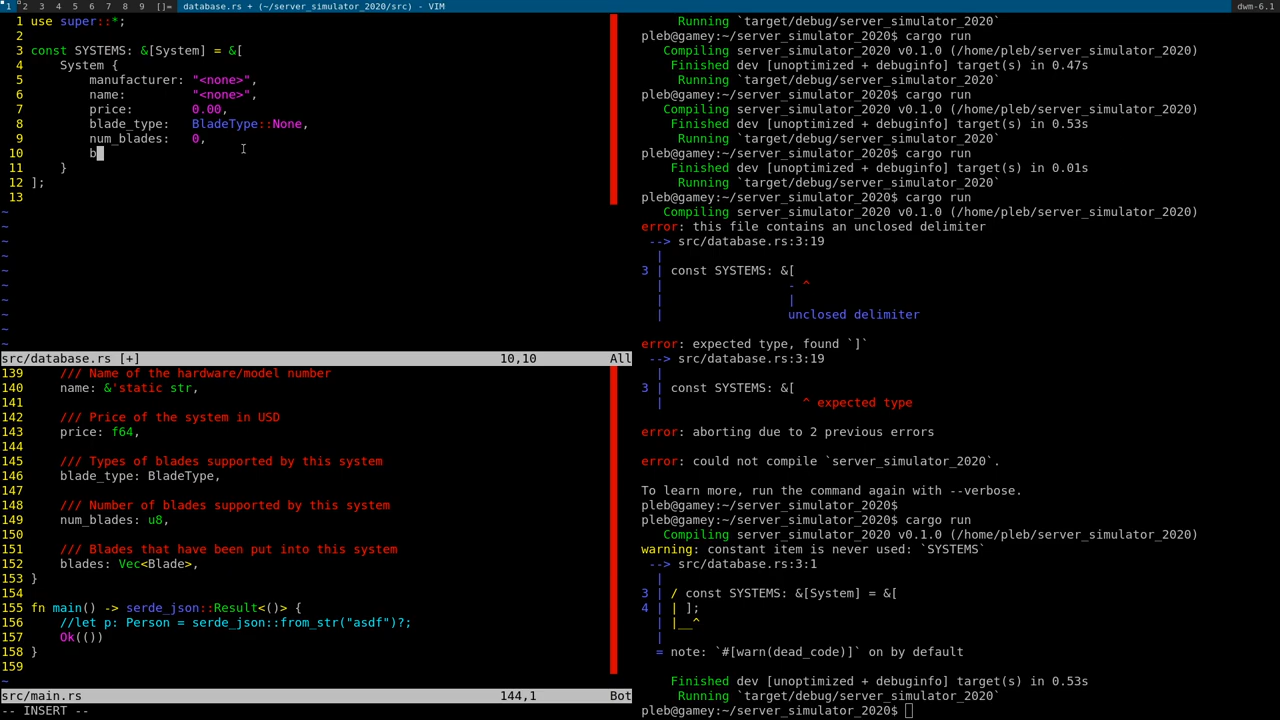 1 2 3 4 5 6 7 8 9 []= database.rs + (~/server_simulator_2020/src) - VIM dwm-6.1
1 use super::*;
2
3 const SYSTEMS: &[System] = &[
4     System {
5         manufacturer: "<none>",
6         name:         "<none>",
7         price:        0.00,
8         blade_type:   BladeType::None,
9         num_blades:   0,
10         b
11     }
12 ];
13
~
~
~
~
~
~
~
~
~
~
src/database.rs [+] 10,10 All
139     /// Name of the hardware/model number
140     name: &'static str,
141
142     /// Price of the system in USD
143     price: f64,
144
145     /// Types of blades supported by this system
146     blade_type: BladeType,
147
148     /// Number of blades supported by this system
149     num_blades: u8,
150
151     /// Blades that have been put into this system
152     blades: Vec<Blade>,
153 }
154
155 fn main() -> serde_json::Result<()> {
156     //let p: Person = serde_json::from_str("asdf")?;
157     Ok(())
158 }
159
~
src/main.rs 144,1 Bot
-- INSERT --
     Running `target/debug/server_simulator_2020`
pleb@gamey:~/server_simulator_2020$ cargo run
   Compiling server_simulator_2020 v0.1.0 (/home/pleb/server_simulator_2020)
    Finished dev [unoptimized + debuginfo] target(s) in 0.47s
     Running `target/debug/server_simulator_2020`
pleb@gamey:~/server_simulator_2020$ cargo run
   Compiling server_simulator_2020 v0.1.0 (/home/pleb/server_simulator_2020)
    Finished dev [unoptimized + debuginfo] target(s) in 0.53s
     Running `target/debug/server_simulator_2020`
pleb@gamey:~/server_simulator_2020$ cargo run
    Finished dev [unoptimized + debuginfo] target(s) in 0.01s
     Running `target/debug/server_simulator_2020`
pleb@gamey:~/server_simulator_2020$ cargo run
   Compiling server_simulator_2020 v0.1.0 (/home/pleb/server_simulator_2020)
error: this file contains an unclosed delimiter
 --> src/database.rs:3:19
  |
3 | const SYSTEMS: &[
  |                 - ^
  |                 |
  |                 unclosed delimiter

error: expected type, found `]`
 --> src/database.rs:3:19
  |
3 | const SYSTEMS: &[
  |                   ^ expected type

error: aborting due to 2 previous errors

error: could not compile `server_simulator_2020`.

To learn more, run the command again with --verbose.
pleb@gamey:~/server_simulator_2020$
pleb@gamey:~/server_simulator_2020$ cargo run
   Compiling server_simulator_2020 v0.1.0 (/home/pleb/server_simulator_2020)
warning: constant item is never used: `SYSTEMS`
 --> src/database.rs:3:1
  |
3 | / const SYSTEMS: &[System] = &[
4 | | ];
  | |__^
  |
  = note: `#[warn(dead_code)]` on by default

    Finished dev [unoptimized + debuginfo] target(s) in 0.53s
     Running `target/debug/server_simulator_2020`
pleb@gamey:~/server_simulator_2020$